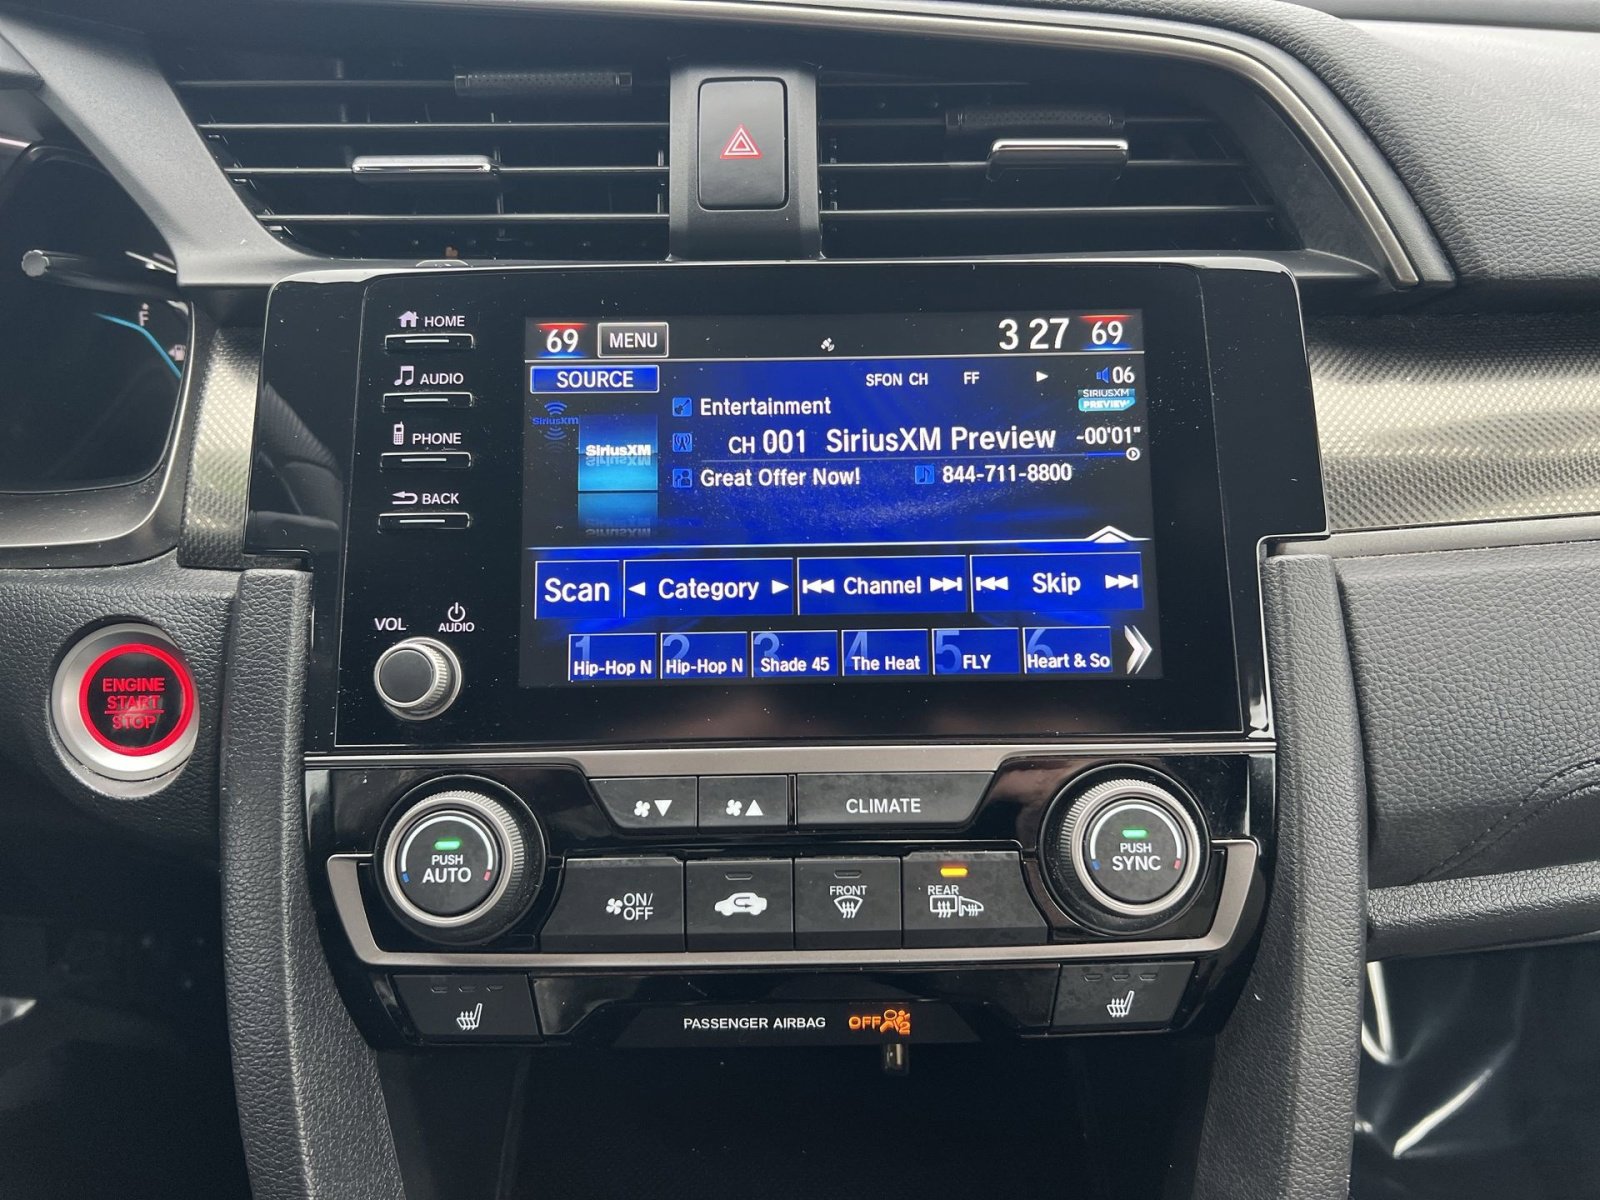 F
HOME
AUDIO
PHONE
BACK
VOL
AUDIO
69 MENU 3 27 69
SOURCE SFON CH FF 06
SiriusXM
SiriusXM
SIRIUSXM
PREVIEW
Entertainment
CH 001 SiriusXM Preview -00'01"
Great Offer Now! 844-711-8800
Scan Category Channel Skip
1 2 3 4 5 6
Hip-Hop N Hip-Hop N Shade 45 The Heat FLY Heart & So
ENGINE
START
STOP
CLIMATE
PUSH
AUTO
PUSH
SYNC
ON/
OFF
FRONT
REAR
PASSENGER AIRBAG OFF 2